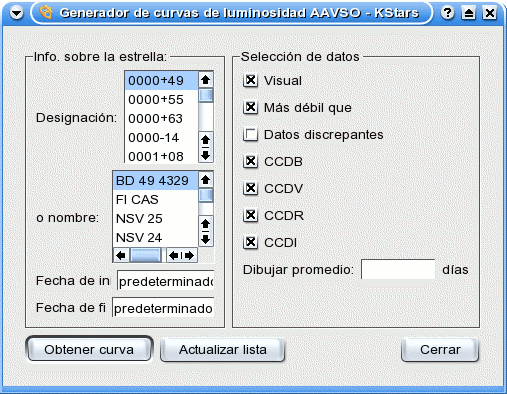 Generador de curvas de luminosidad AAVSO - KStars
Info. sobre la estrella:
Designación:
0000+49
0000+55
0000+63
0000-14
0001+08
o nombre:
BD 49 4329
FI CAS
NSV 25
NSV 24
Fecha de ini
predeterminado
Fecha de fi
predeterminado
Selección de datos
Visual
Más débil que
Datos discrepantes
CCDB
CCDV
CCDR
CCDI
Dibujar promedio:
días
Obtener curva
Actualizar lista
Cerrar